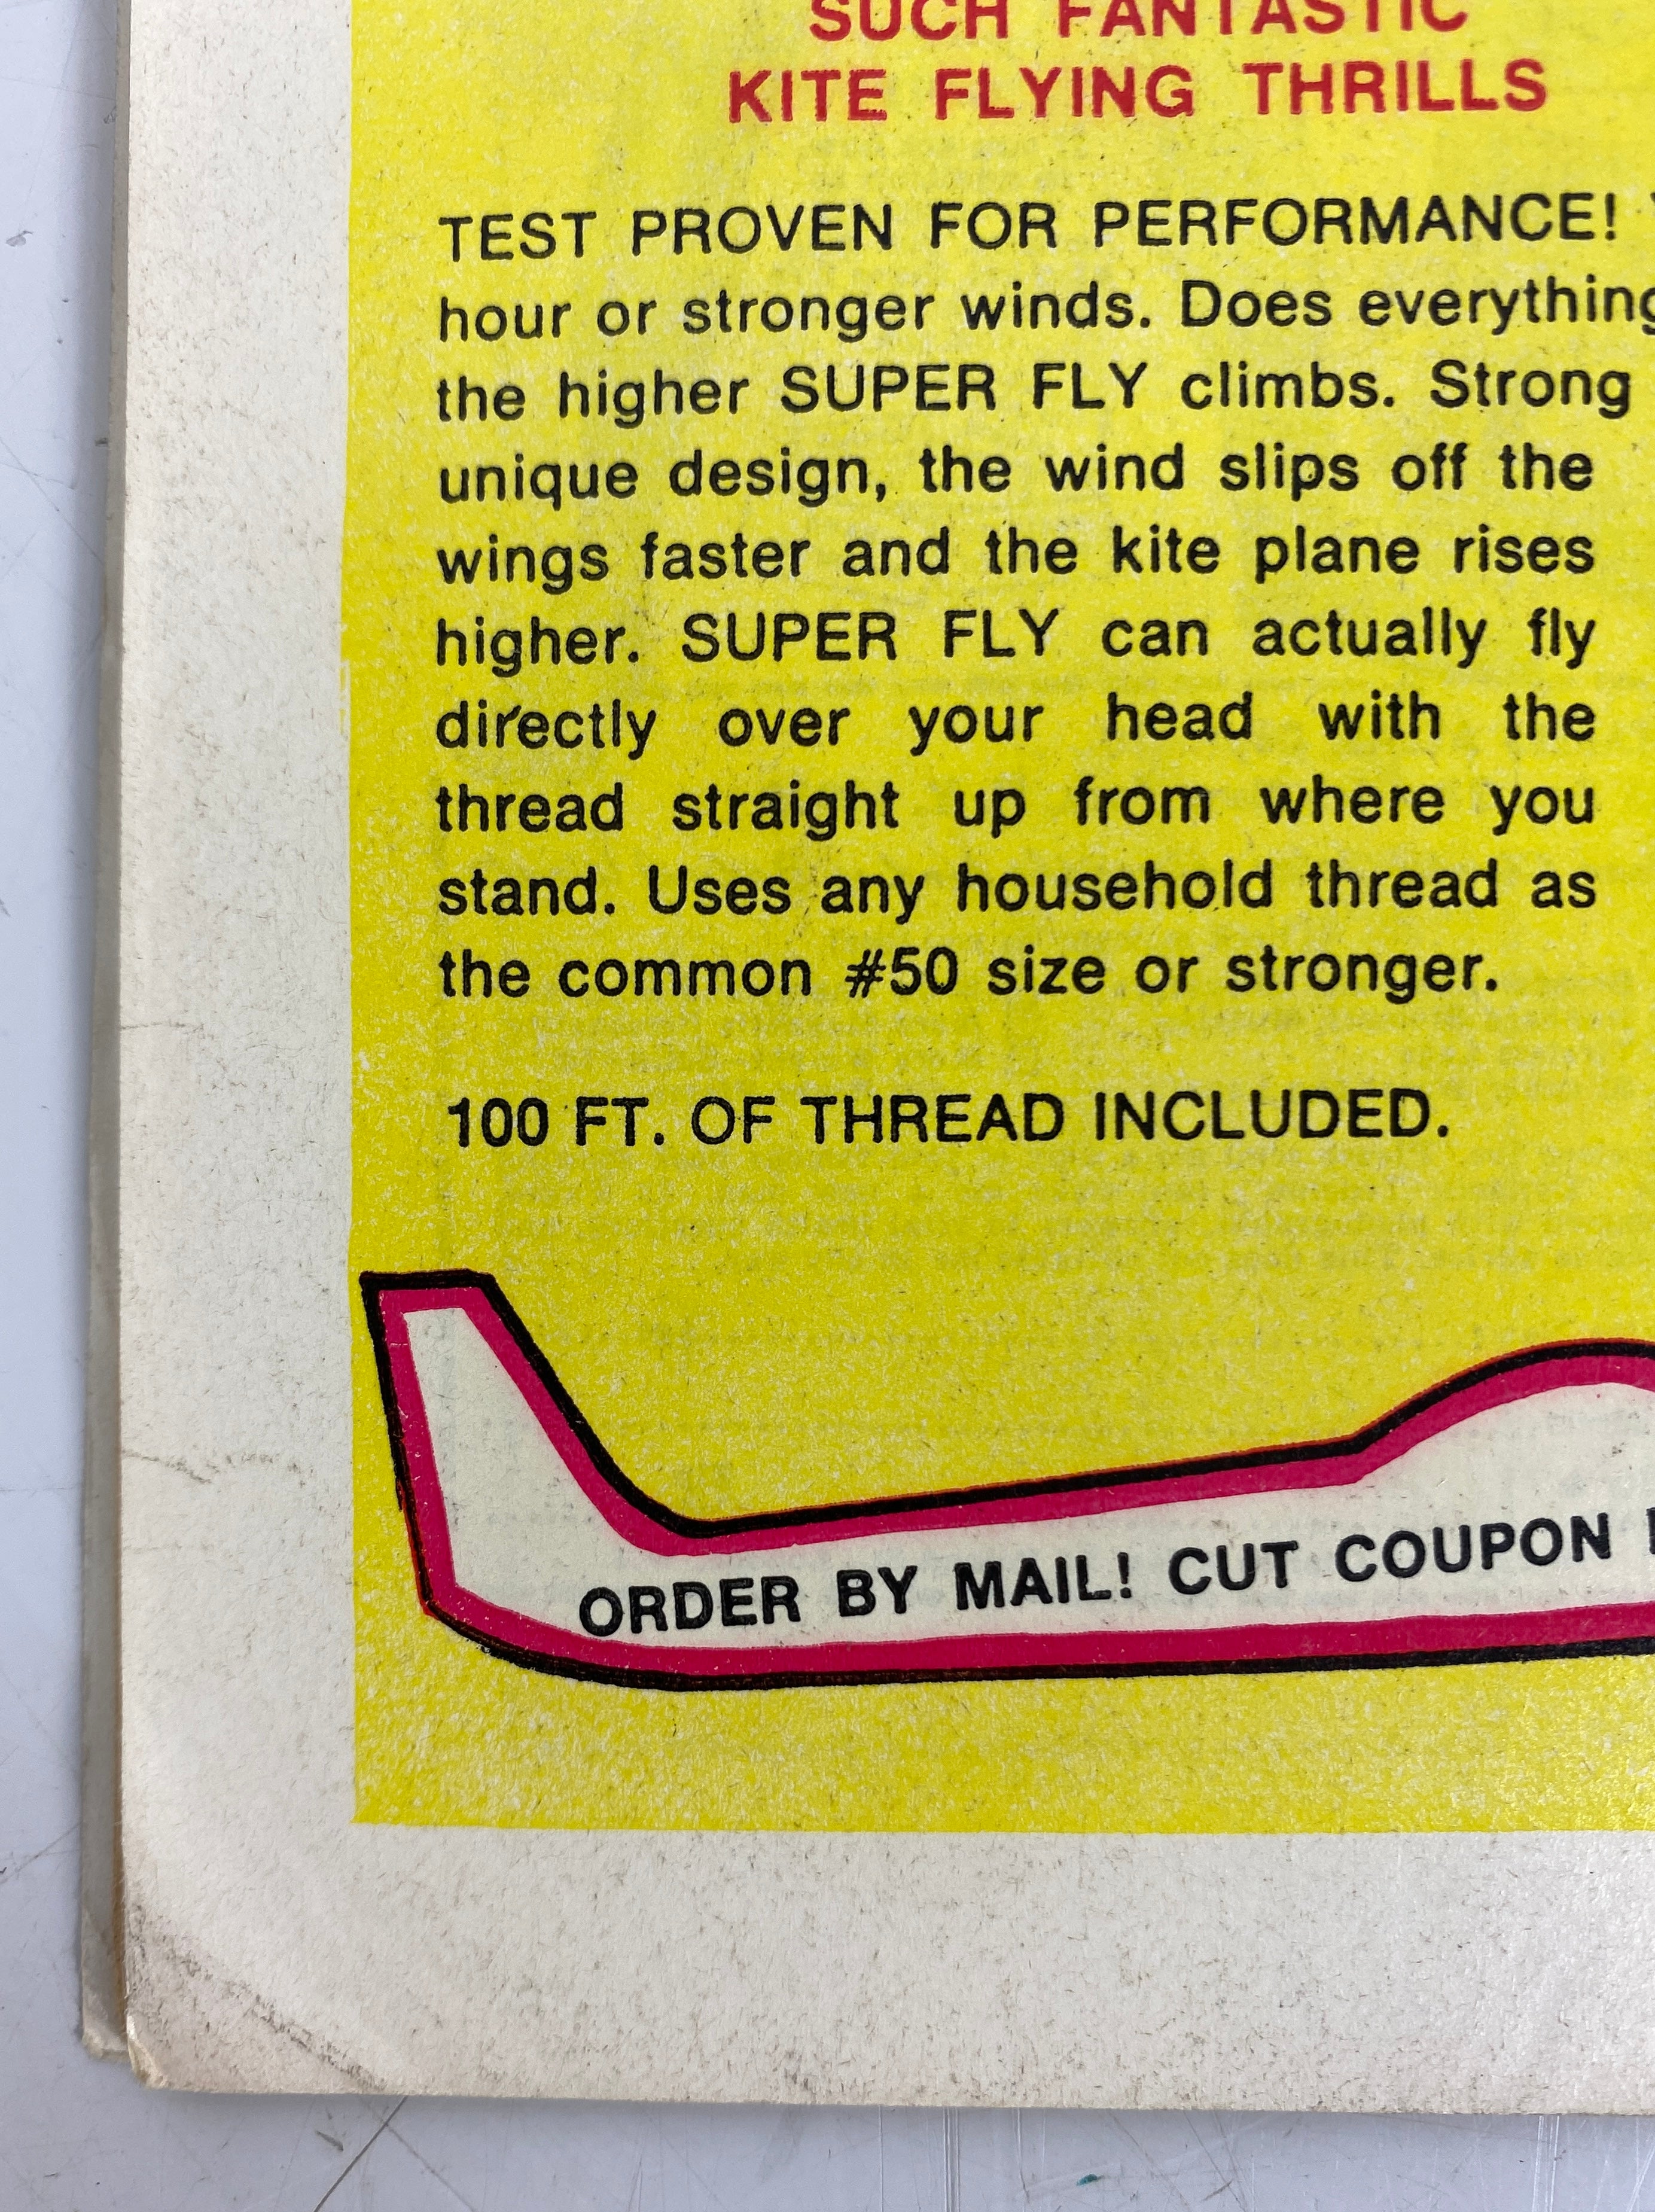 SUCH FANTASTIC
KITE FLYING THRILLS
TEST PROVEN FOR PERFORMANCE!
hour or stronger winds. Does everything
the higher SUPER FLY climbs. Strong
unique design, the wind slips off the
wings faster and the kite plane rises
higher. SUPER FLY can actually fly
directly over your head with the
thread straight up from where you
stand. Uses any household thread as
the common #50 size or stronger.
100 FT. OF THREAD INCLUDED.
ORDER BY MAIL! CUT COUPON